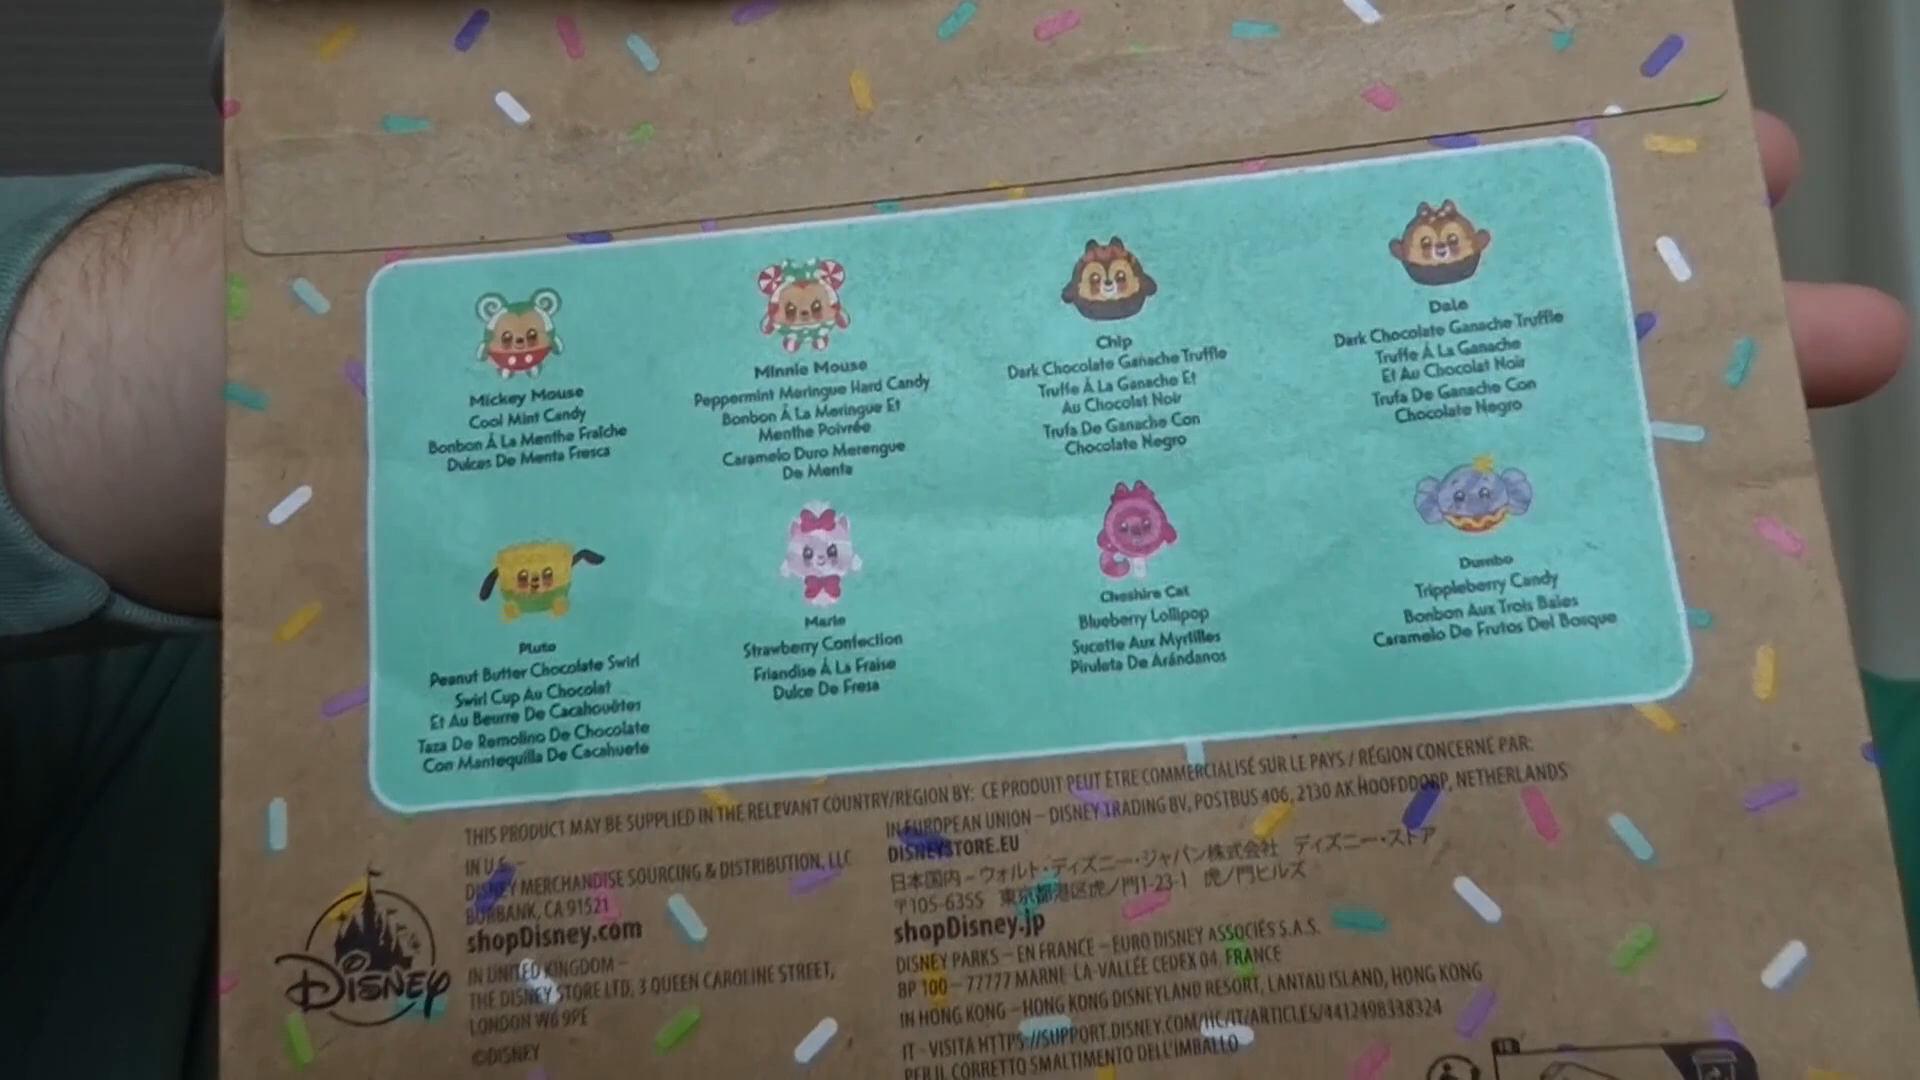 Mickey Mouse
Cool Mint Candy
Bonbon À La Menthe Fraîche
Dulces De Menta Fresca
Minnie Mouse
Peppermint Meringue Hard Candy
Bonbon À La Meringue Et
Menthe Poivrée
Caramelo Duro Merengue
De Menta
Chip
Dark Chocolate Ganache Truffle
Truffe À La Ganache Et
Au Chocolat Noir
Trufa De Ganache Con
Chocolate Negro
Dale
Dark Chocolate Ganache Truffle
Truffe À La Ganache
Et Au Chocolat Noir
Trufa De Ganache Con
Chocolate Negro
Pluto
Peanut Butter Chocolate Swirl
Swirl Cup Au Chocolat
Et Au Beurre De Cacahouètes
Taza De Remolino De Chocolate
Con Mantequilla De Cacahuete
Marie
Strawberry Confection
Friandise À La Fraise
Dulce De Fresa
Cheshire Cat
Blueberry Lollipop
Sucette Aux Myrtilles
Piruleta De Arándanos
Dumbo
Trippleberry Candy
Bonbon Aux Trois Baies
Caramelo De Frutos Del Bosque
THIS PRODUCT MAY BE SUPPLIED IN THE RELEVANT COUNTRY/REGION BY: CE PRODUIT PEUT ÊTRE COMMERCIALISÉ SUR LE PAYS / RÉGION CONCERNÉ PAR:
IN U.S. –
DISNEY MERCHANDISE SOURCING & DISTRIBUTION, LLC
BURBANK, CA 91521
shopDisney.com
IN UNITED KINGDOM –
THE DISNEY STORE LTD, 3 QUEEN CAROLINE STREET,
LONDON W6 9PE
©DISNEY
Disney
IN EUROPEAN UNION – DISNEY TRADING BV, POSTBUS 406, 2130 AK HOOFDDORP, NETHERLANDS
DISNEYSTORE.EU
日本国内 – ウォルト・ディズニー・ジャパン株式会社 ディズニー・ストア
〒105-6355 東京都港区虎ノ門1-23-1 虎ノ門ヒルズ
shopDisney.jp
DISNEY PARKS – EN FRANCE – EURO DISNEY ASSOCIÉS S.A.S.
BP 100 – 77777 MARNE-LA-VALLÉE CEDEX 04, FRANCE
IN HONG KONG – HONG KONG DISNEYLAND RESORT, LANTAU ISLAND, HONG KONG
IT - VISITA HTTPS://SUPPORT.DISNEY.COM/HC/IT/ARTICLES/4412498338324
PER IL CORRETTO SMALTIMENTO DELL'IMBALLO